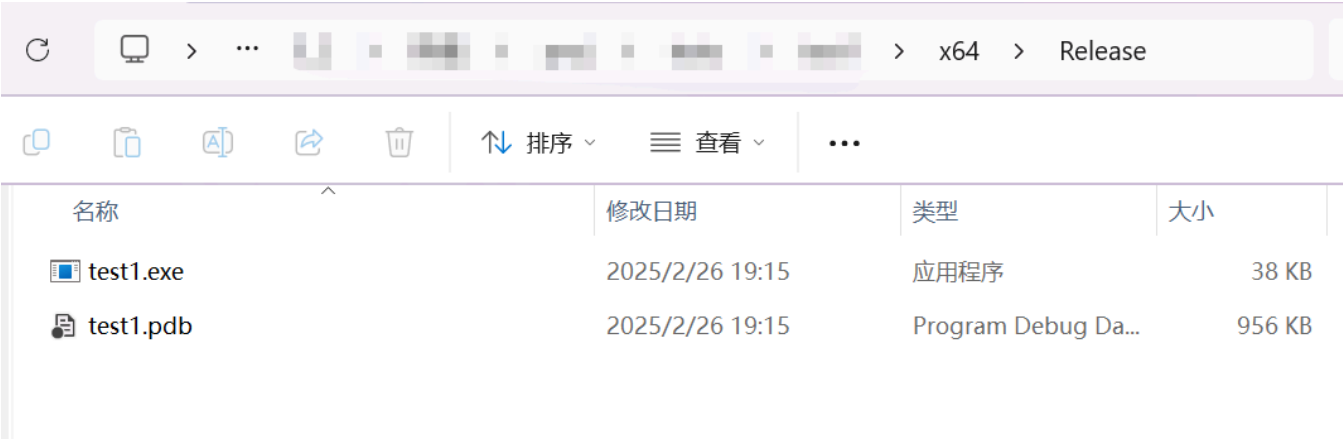 x64 Release
排序 查看
名称 修改日期 类型 大小
test1.exe 2025/2/26 19:15 应用程序 38 KB
test1.pdb 2025/2/26 19:15 Program Debug Da... 956 KB